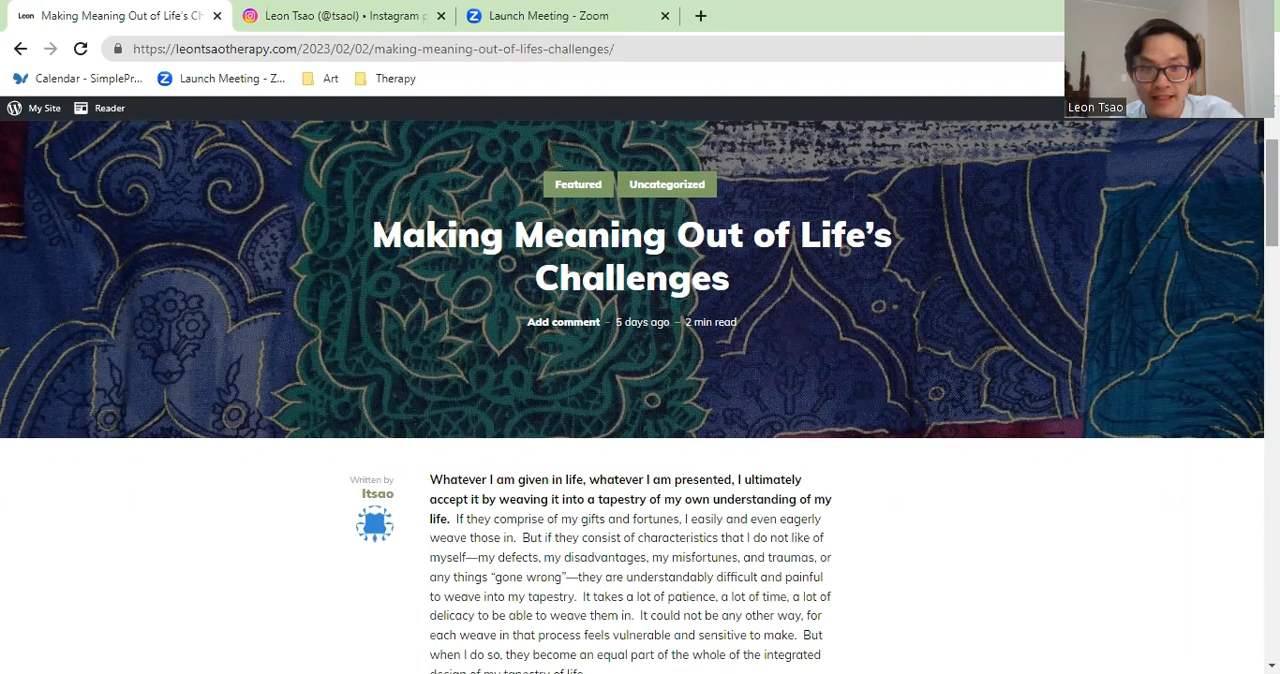 Leon Making Meaning Out of Life's Ch
Leon Tsao (@tsaol) • Instagram p
Launch Meeting - Zoom
https://leontsaotherapy.com/2023/02/02/making-meaning-out-of-lifes-challenges/
Calendar - SimplePr...
Launch Meeting - Z...
Art
Therapy
Leon Tsao
My Site
Reader
Featured
Uncategorized
Making Meaning Out of Life's
Challenges
Add comment – 5 days ago – 2 min read
Written by
ltsao
Whatever I am given in life, whatever I am presented, I ultimately
accept it by weaving it into a tapestry of my own understanding of my
life. If they comprise of my gifts and fortunes, I easily and even eagerly
weave those in. But if they consist of characteristics that I do not like of
myself—my defects, my disadvantages, my misfortunes, and traumas, or
any things “gone wrong”—they are understandably difficult and painful
to weave into my tapestry. It takes a lot of patience, a lot of time, a lot of
delicacy to be able to weave them in. It could not be any other way, for
each weave in that process feels vulnerable and sensitive to make. But
when I do so, they become an equal part of the whole of the integrated
design of my tapestry of life.